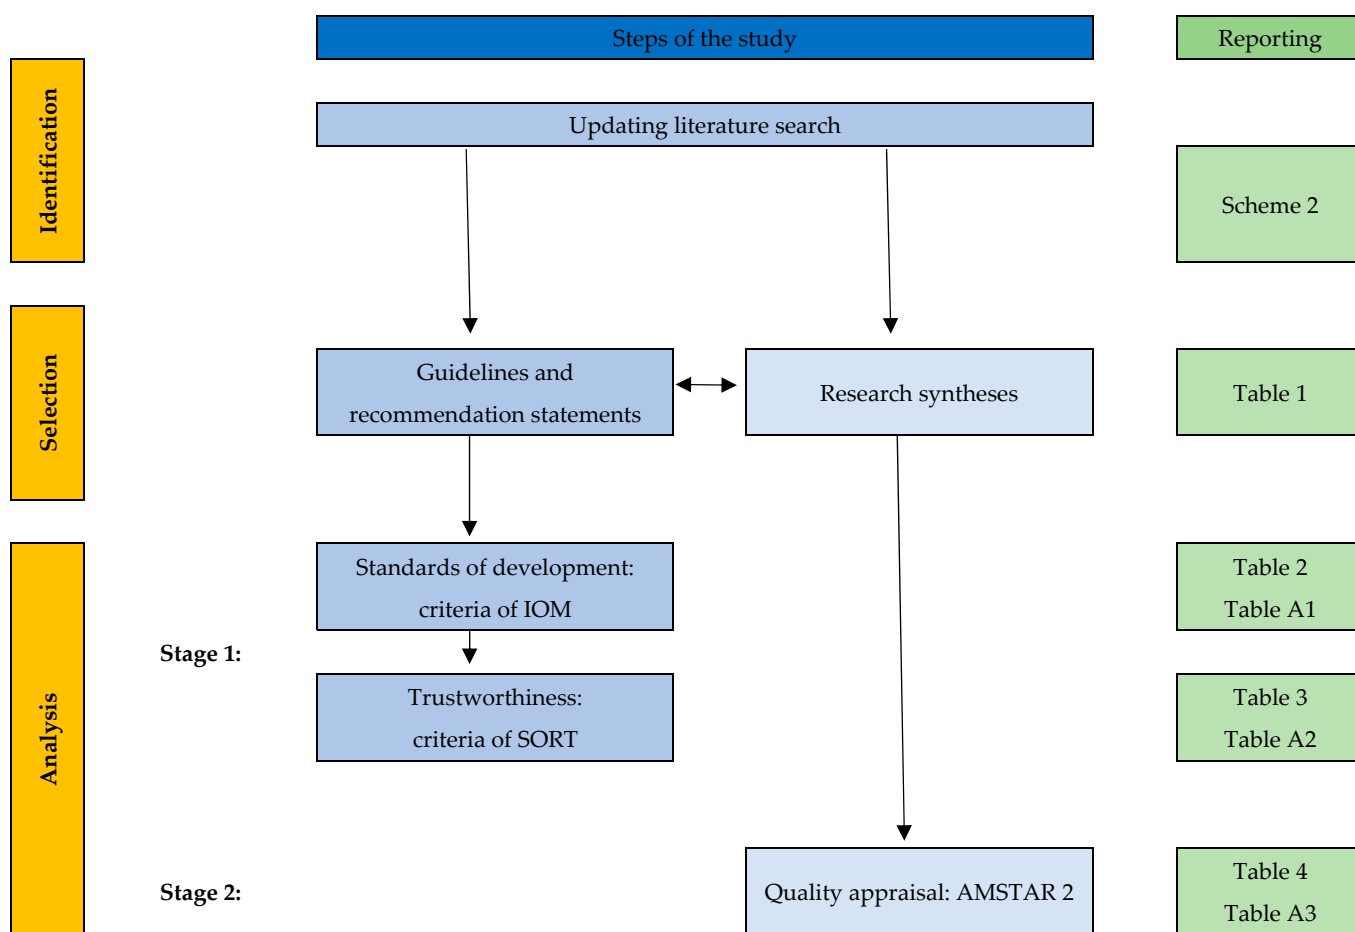 Steps of the study
Reporting
Identification
Updating literature search
Scheme 2
Selection
Guidelines and
recommendation statements
Research syntheses
Table 1
Analysis
Stage 1:
Standards of development:
criteria of IOM
Table 2
Table A1
Trustworthiness:
criteria of SORT
Table 3
Table A2
Stage 2:
Quality appraisal: AMSTAR 2
Table 4
Table A3